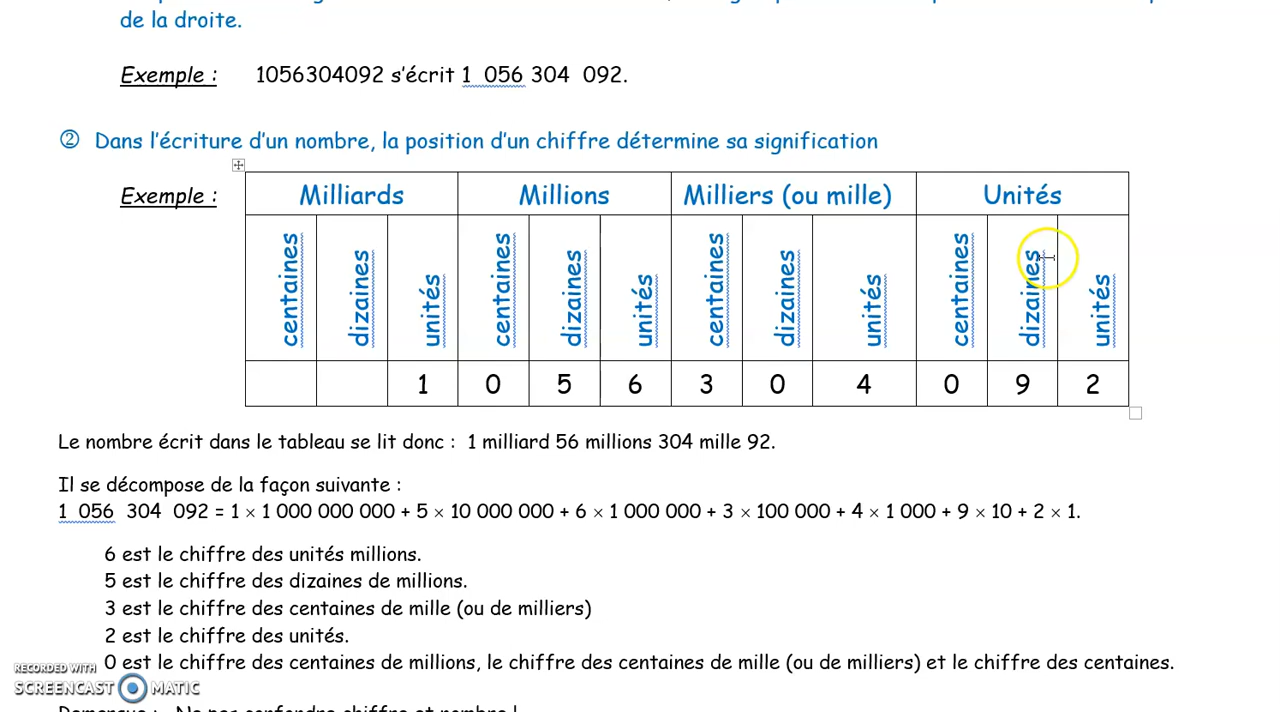 de la droite.
Exemple : 1056304092 s'écrit 1 056 304 092.
② Dans l'écriture d'un nombre, la position d'un chiffre détermine sa signification
Exemple :
Milliards Millions Milliers (ou mille) Unités
centaines dizaines unités centaines dizaines unités centaines dizaines unités centaines dizaines unités
1 0 5 6 3 0 4 0 9 2
Le nombre écrit dans le tableau se lit donc : 1 milliard 56 millions 304 mille 92.
Il se décompose de la façon suivante :
1 056 304 092 = 1 × 1 000 000 000 + 5 × 10 000 000 + 6 × 1 000 000 + 3 × 100 000 + 4 × 1 000 + 9 × 10 + 2 × 1.
6 est le chiffre des unités millions.
5 est le chiffre des dizaines de millions.
3 est le chiffre des centaines de mille (ou de milliers)
2 est le chiffre des unités.
0 est le chiffre des centaines de millions, le chiffre des centaines de mille (ou de milliers) et le chiffre des centaines.
RECORDED WITH
SCREENCAST MATIC
Ne pas confondre chiffre et nombre !